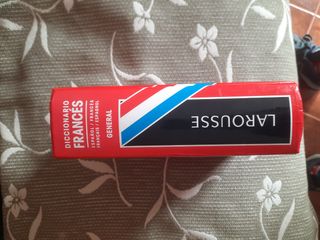 DICCIONARIO
FRANCÉS
ESPAÑOL / FRANCÉS
FRANÇAIS / ESPAGNOL
GENERAL
LAROUSSE